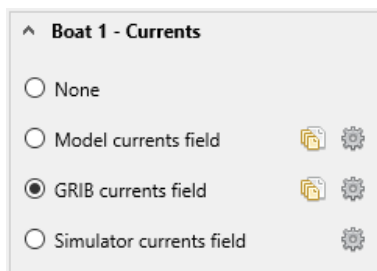 Boat 1 - Currents
None
Model currents field
GRIB currents field
Simulator currents field